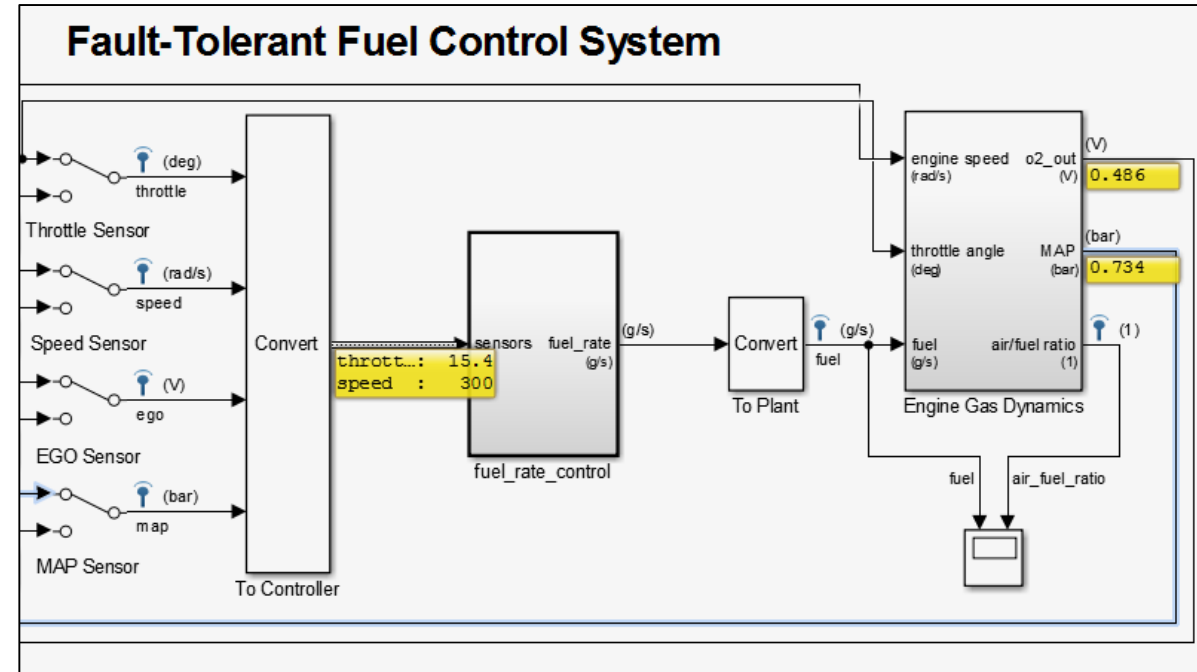 Fault-Tolerant Fuel Control System
(deg)
throttle
Throttle Sensor
(rad/s)
speed
Speed Sensor
(V)
ego
EGO Sensor
(bar)
map
MAP Sensor
Convert
To Controller
thrott…: 15.4
speed : 300
sensors fuel_rate
(g/s)
fuel_rate_control
(g/s)
Convert
To Plant
(g/s)
fuel
engine speed o2_out
(rad/s) (V)
throttle angle MAP
(deg) (bar)
fuel air/fuel ratio
(g/s) (1)
Engine Gas Dynamics
(V)
0.486
(bar)
0.734
(1)
fuel air_fuel_ratio